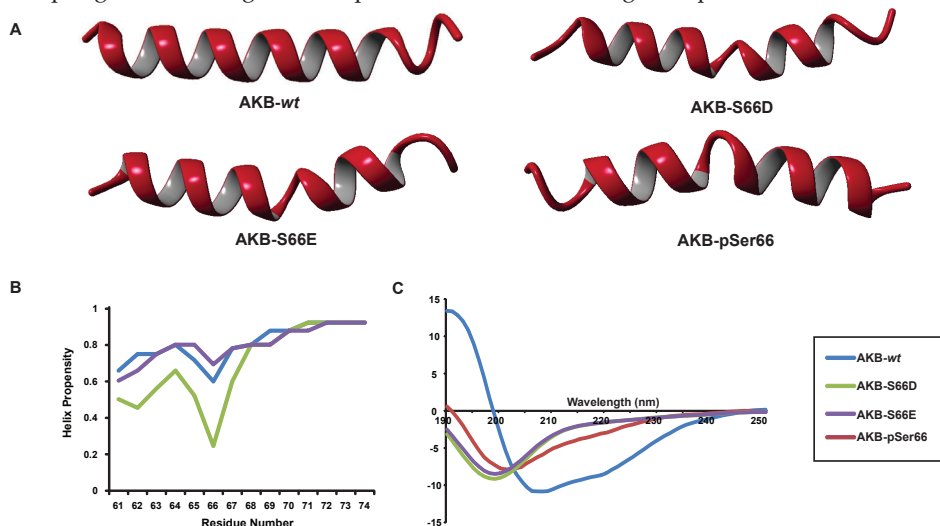 A
AKB-wt
AKB-S66D
AKB-S66E
AKB-pSer66
B
C
Helix Propensity
1
0.8
0.6
0.4
0.2
0
61 62 63 64 65 66 67 68 69 70 71 72 73 74
Residue Number
15
10
5
0
-5
-10
-15
Wavelength (nm)
190 200 210 220 230 240 250
AKB-wt
AKB-S66D
AKB-S66E
AKB-pSer66